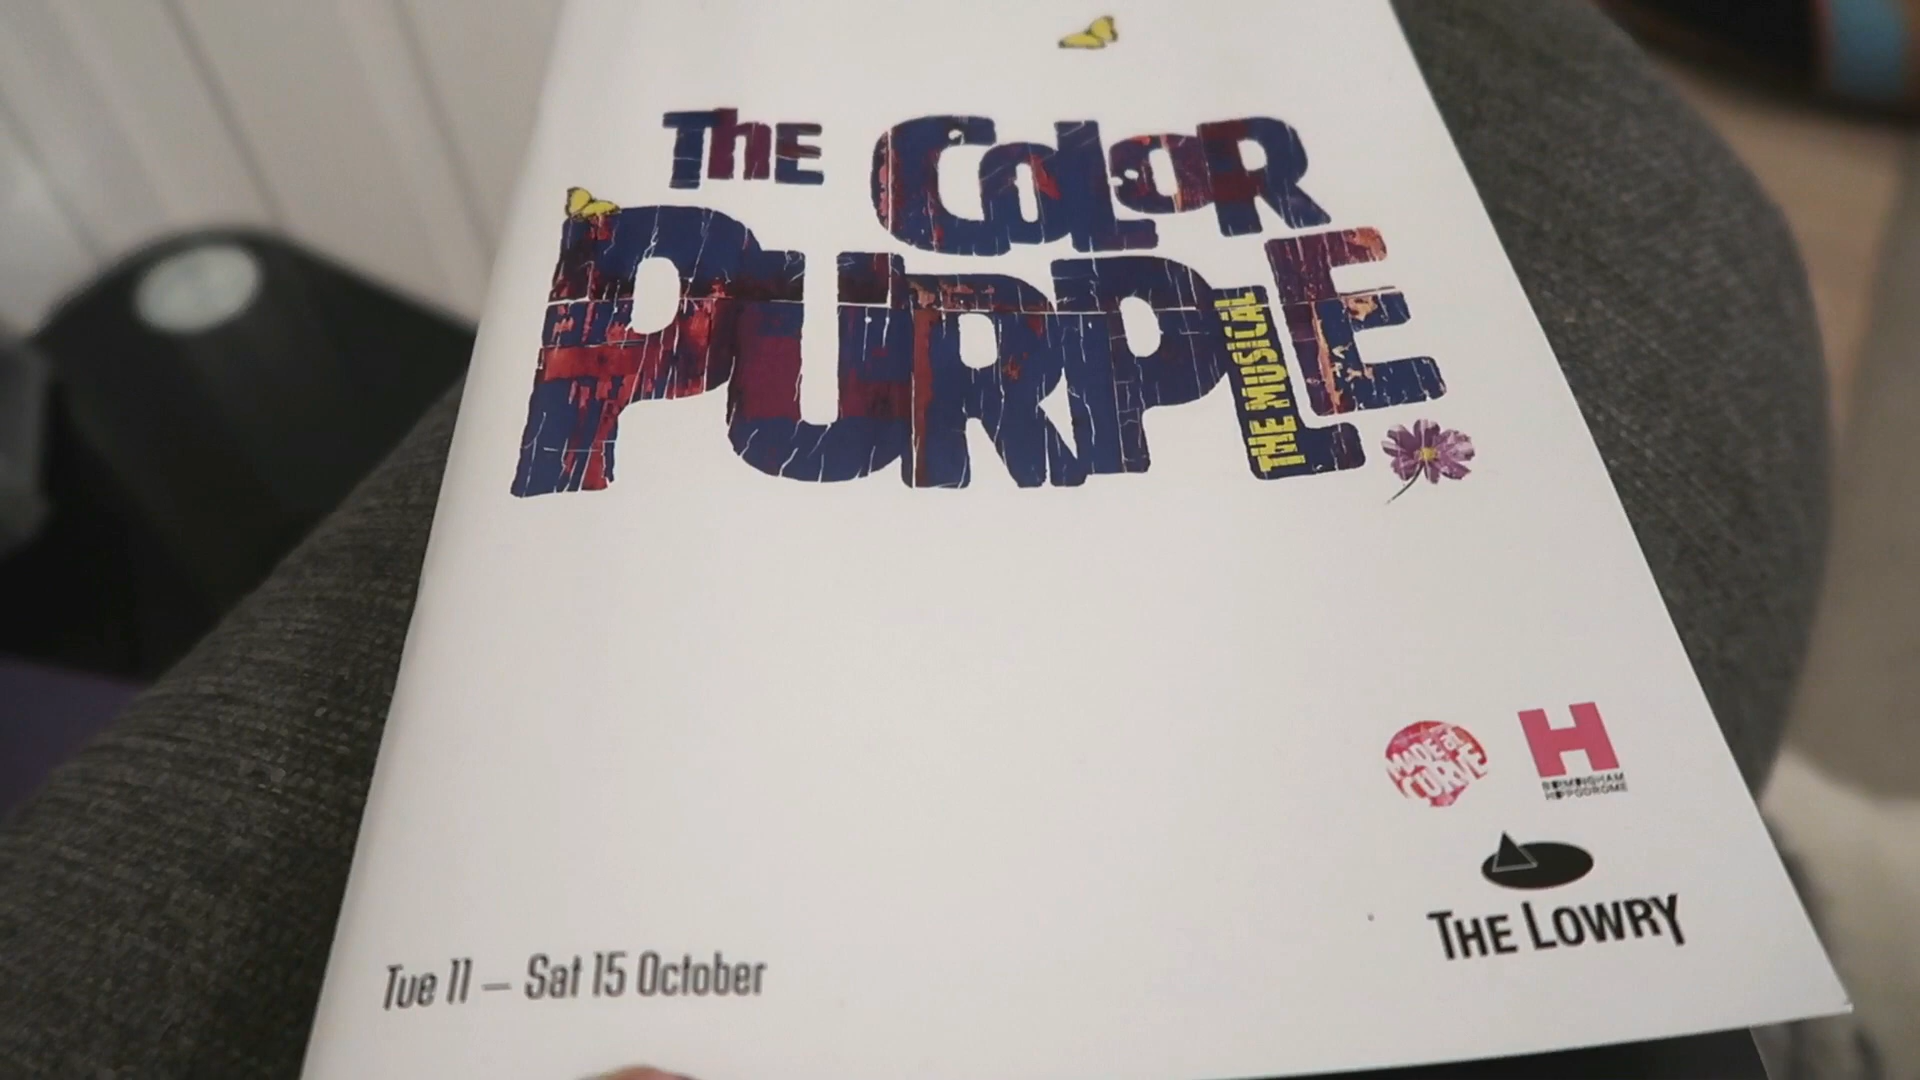 The Color
Purple
THE MUSICAL
MADE at
CURVE
H
BIRMINGHAM
HIPPODROME
THE LOWRY
Tue 11 – Sat 15 October